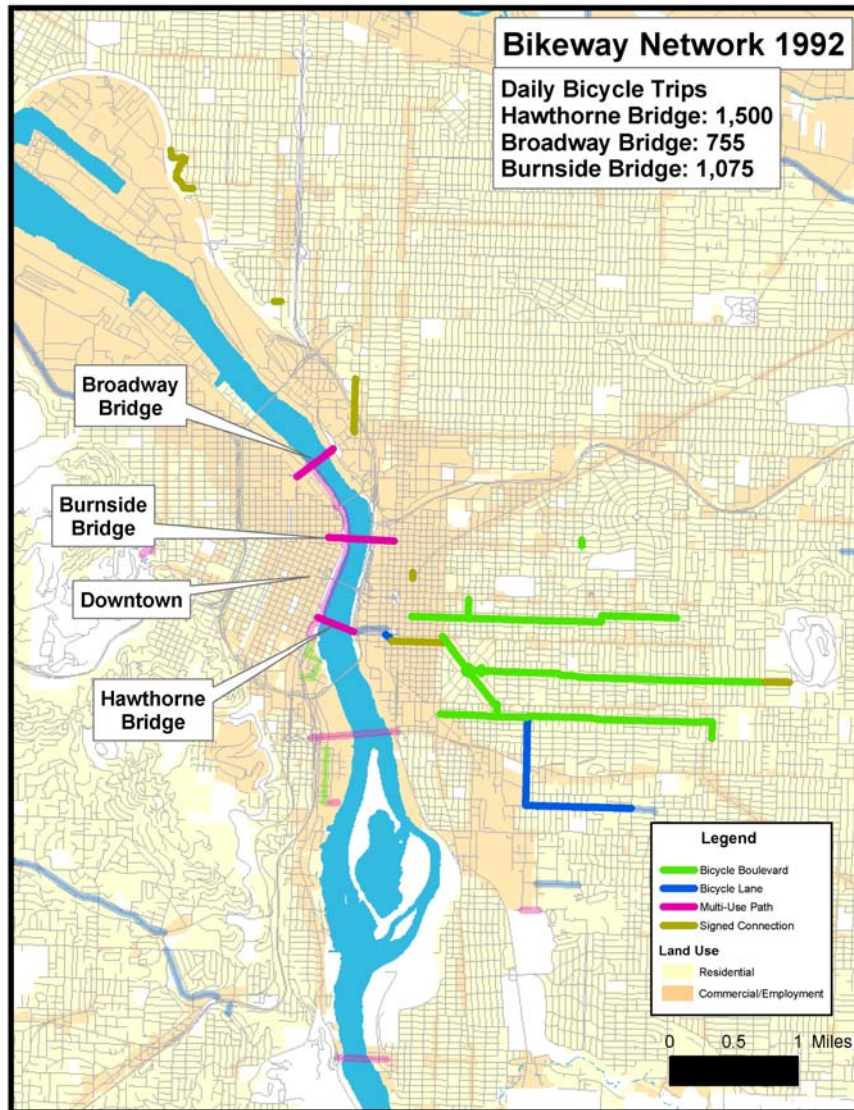 Bikeway Network 1992
Daily Bicycle Trips
Hawthorne Bridge: 1,500
Broadway Bridge: 755
Burnside Bridge: 1,075
Broadway
Bridge
Burnside
Bridge
Downtown
Hawthorne
Bridge
Legend
Bicycle Boulevard
Bicycle Lane
Multi-Use Path
Signed Connection
Land Use
Residential
Commercial/Employment
0 0.5 1 Miles